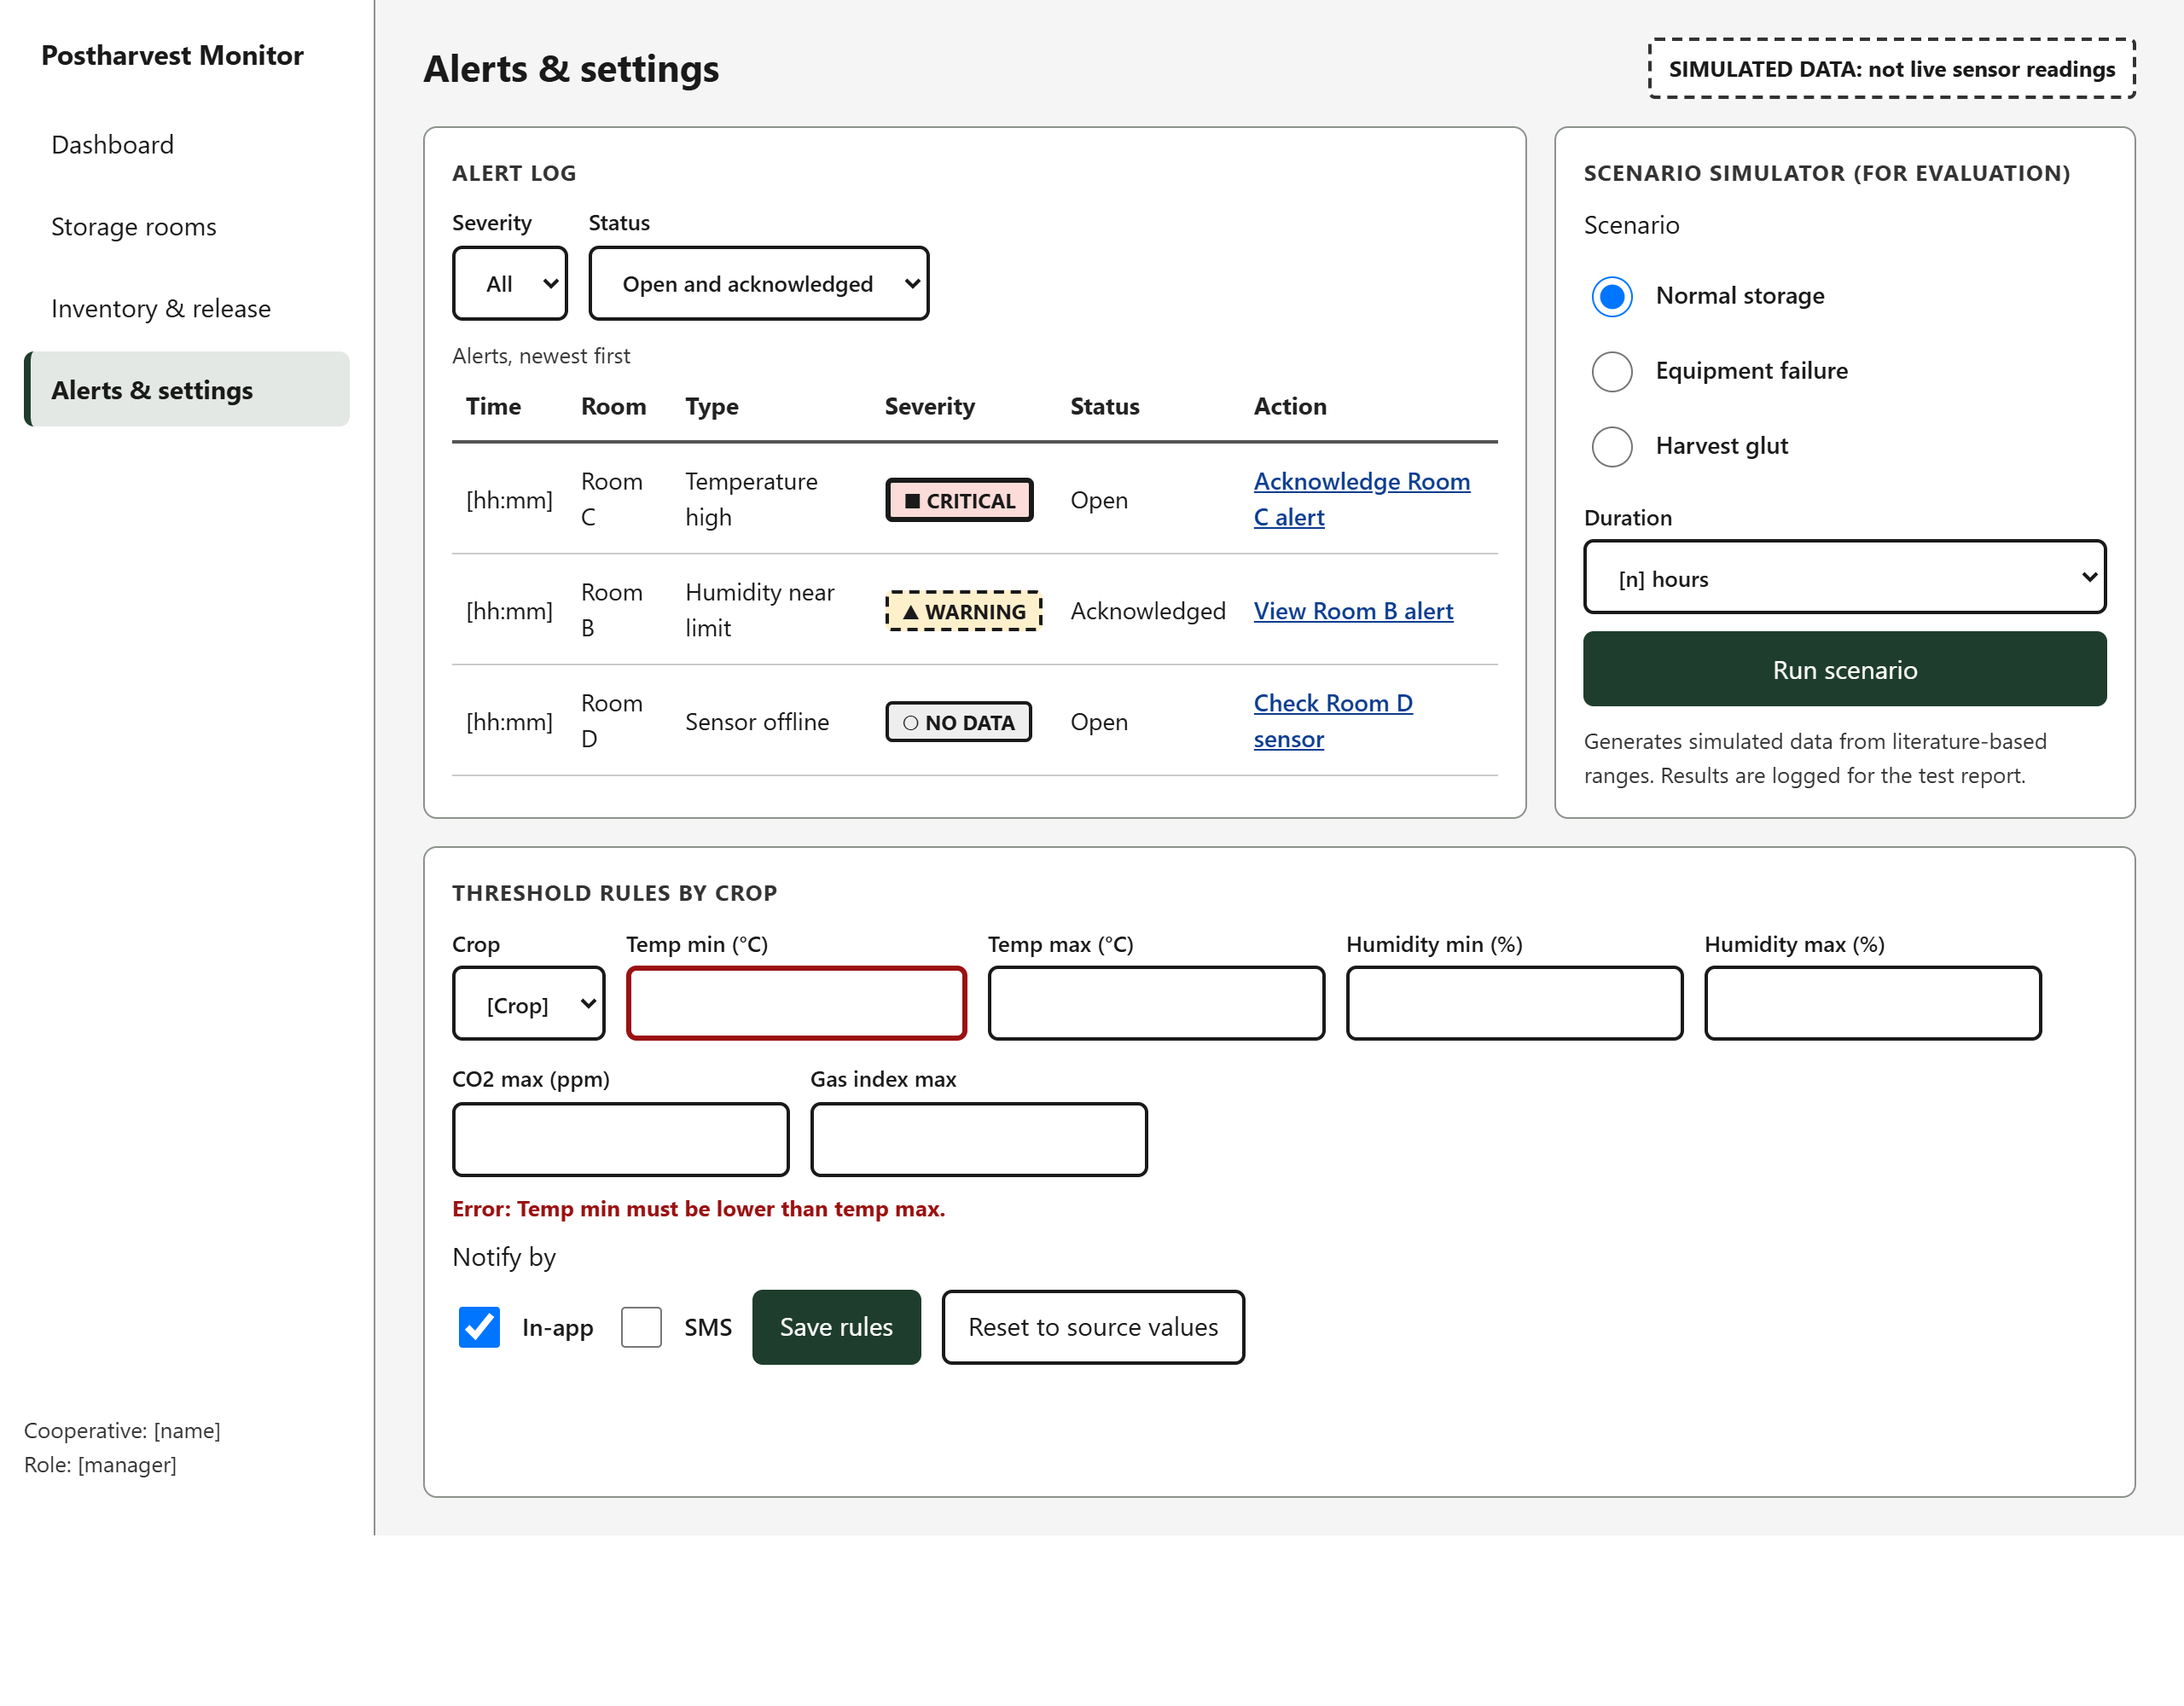 Postharvest Monitor
Dashboard
Storage rooms
Inventory & release
Alerts & settings
Cooperative: [name]
Role: [manager]
Alerts & settings
SIMULATED DATA: not live sensor readings
ALERT LOG
Severity Status
All Open and acknowledged
Alerts, newest first
Time Room Type Severity Status Action
[hh:mm] Room C Temperature high ■ CRITICAL Open Acknowledge Room C alert
[hh:mm] Room B Humidity near limit ▲ WARNING Acknowledged View Room B alert
[hh:mm] Room D Sensor offline ○ NO DATA Open Check Room D sensor
SCENARIO SIMULATOR (FOR EVALUATION)
Scenario
Normal storage
Equipment failure
Harvest glut
Duration
[n] hours
Run scenario
Generates simulated data from literature-based
ranges. Results are logged for the test report.
THRESHOLD RULES BY CROP
Crop Temp min (°C) Temp max (°C) Humidity min (%) Humidity max (%)
[Crop]
CO2 max (ppm) Gas index max
Error: Temp min must be lower than temp max.
Notify by
In-app SMS Save rules Reset to source values